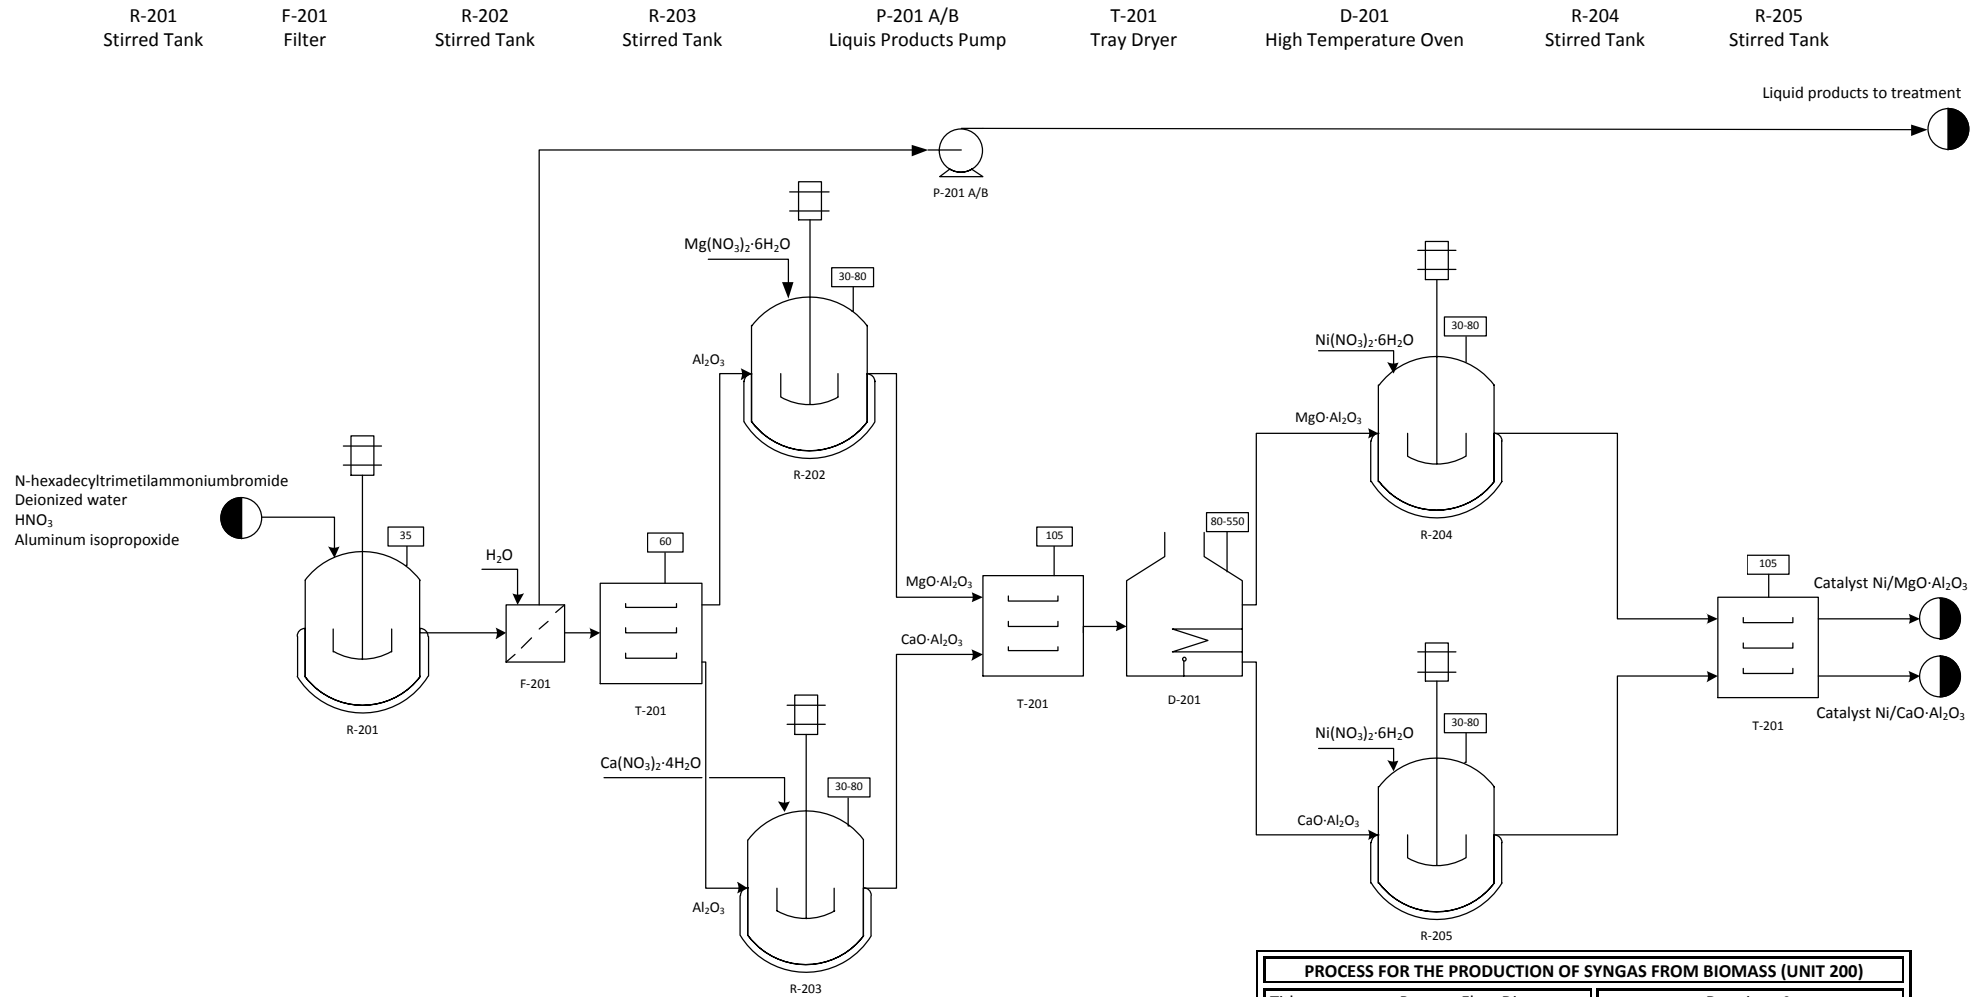 R-201 F-201 R-202 R-203 P-201 A/B T-201 D-201 R-204 R-205
Stirred Tank Filter Stirred Tank Stirred Tank Liquis Products Pump Tray Dryer High Temperature Oven Stirred Tank Stirred Tank
Liquid products to treatment
P-201 A/B
Mg(NO₃)₂·6H₂O
30-80
Al₂O₃
R-202
Ni(NO₃)₂·6H₂O
30-80
MgO·Al₂O₃
R-204
N-hexadecyltrimetilammoniumbromide
Deionized water
HNO₃
Aluminum isopropoxide
35
R-201
H₂O
F-201
60
T-201
MgO·Al₂O₃
CaO·Al₂O₃
105
T-201
80-550
D-201
105
T-201
Catalyst Ni/MgO·Al₂O₃
Catalyst Ni/CaO·Al₂O₃
Ca(NO₃)₂·4H₂O
30-80
Al₂O₃
R-203
Ni(NO₃)₂·6H₂O
30-80
CaO·Al₂O₃
R-205
PROCESS FOR THE PRODUCTION OF SYNGAS FROM BIOMASS (UNIT 200)